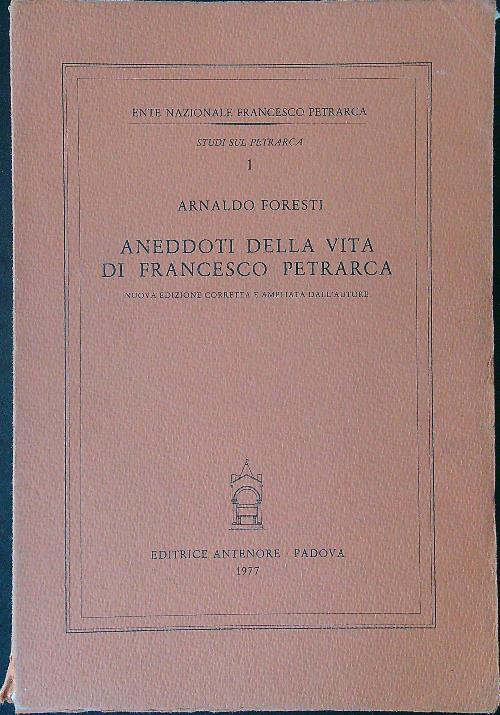 ENTE NAZIONALE FRANCESCO PETRARCA
STUDI SUL PETRARCA
1
ARNALDO FORESTI
ANEDDOTI DELLA VITA
DI FRANCESCO PETRARCA
NUOVA EDIZIONE CORRETTA E AMPLIATA DALL'AUTORE
EDITRICE ANTENORE · PADOVA
1977